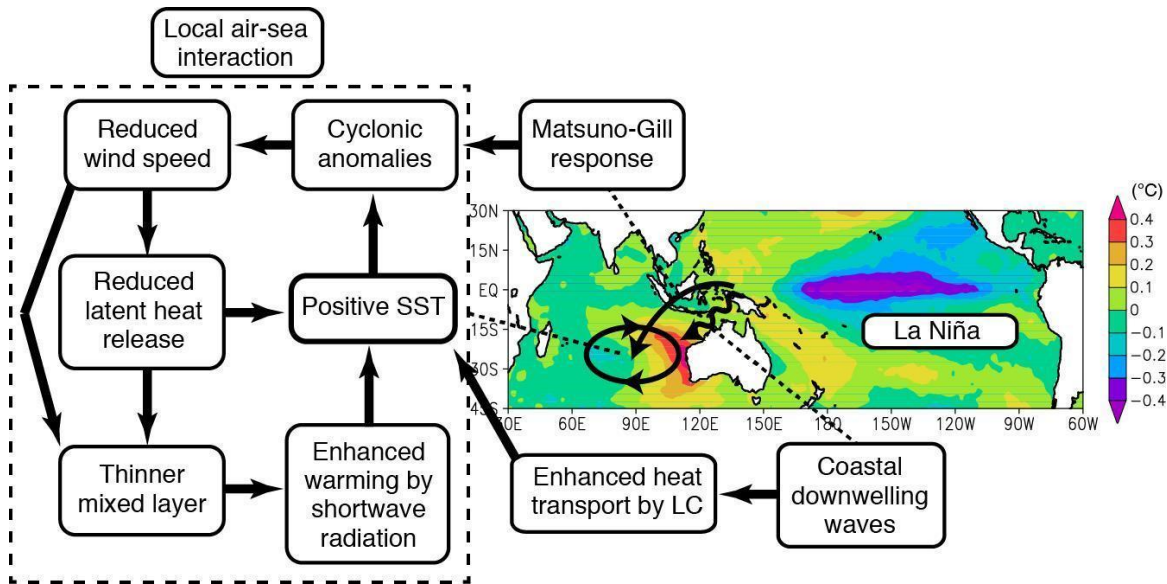 Local air-sea
interaction
Reduced
wind speed
Cyclonic
anomalies
Matsuno-Gill
response
Reduced
latent heat
release
Positive SST
Thinner
mixed layer
Enhanced
warming by
shortwave
radiation
Enhanced heat
transport by LC
Coastal
downwelling
waves
La Niña
30N
15N
EQ
15S
30S
45S
30E
60E
90E
120E
150E
180
150W
120W
90W
60W
(°C)
0.4
0.3
0.2
0.1
0
−0.1
−0.2
−0.3
−0.4